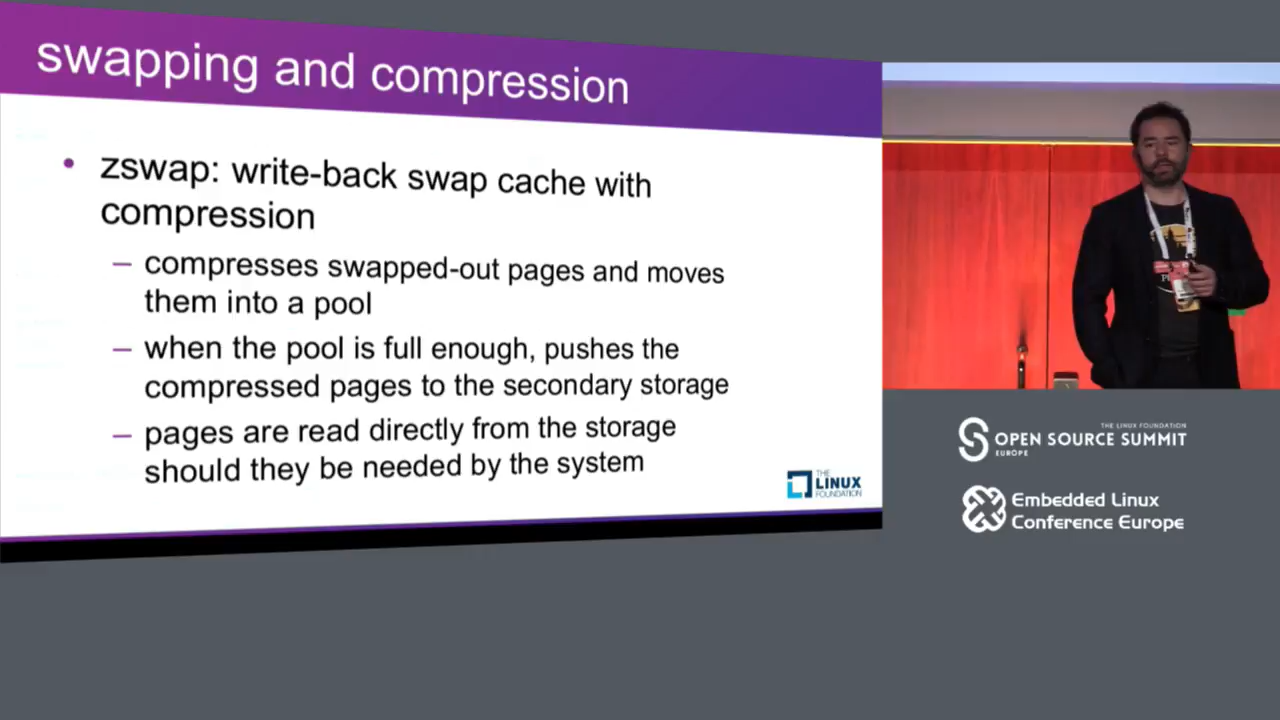 swapping and compression
• zswap: write-back swap cache with
compression
– compresses swapped-out pages and moves
them into a pool
– when the pool is full enough, pushes the
compressed pages to the secondary storage
– pages are read directly from the storage
should they be needed by the system
THE
LINUX
FOUNDATION
THE LINUX FOUNDATION
OPEN SOURCE SUMMIT
EUROPE
Embedded Linux
Conference Europe